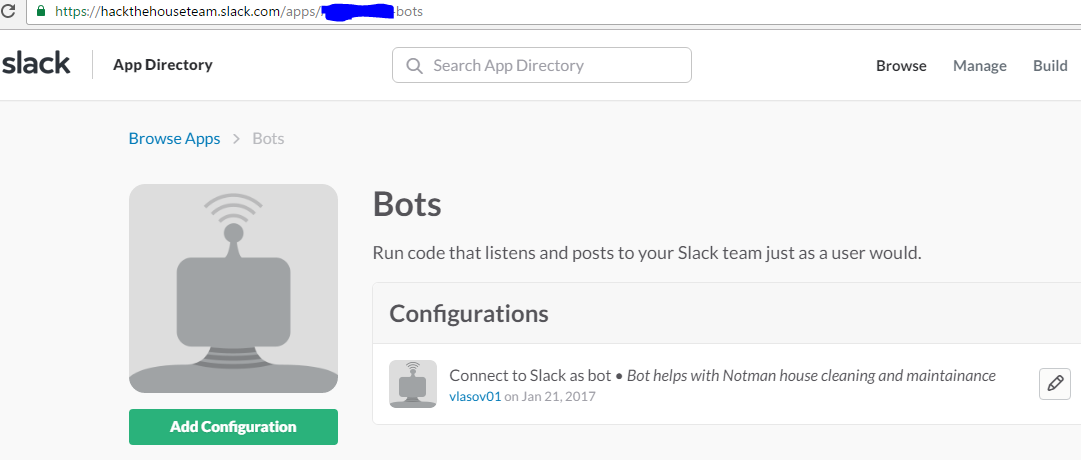 https://hackthehouseteam.slack.com/apps/ -bots
slack App Directory Search App Directory Browse Manage Build
Browse Apps > Bots
Bots
Run code that listens and posts to your Slack team just as a user would.
Configurations
Connect to Slack as bot • Bot helps with Notman house cleaning and maintainance
vlasov01 on Jan 21, 2017
Add Configuration